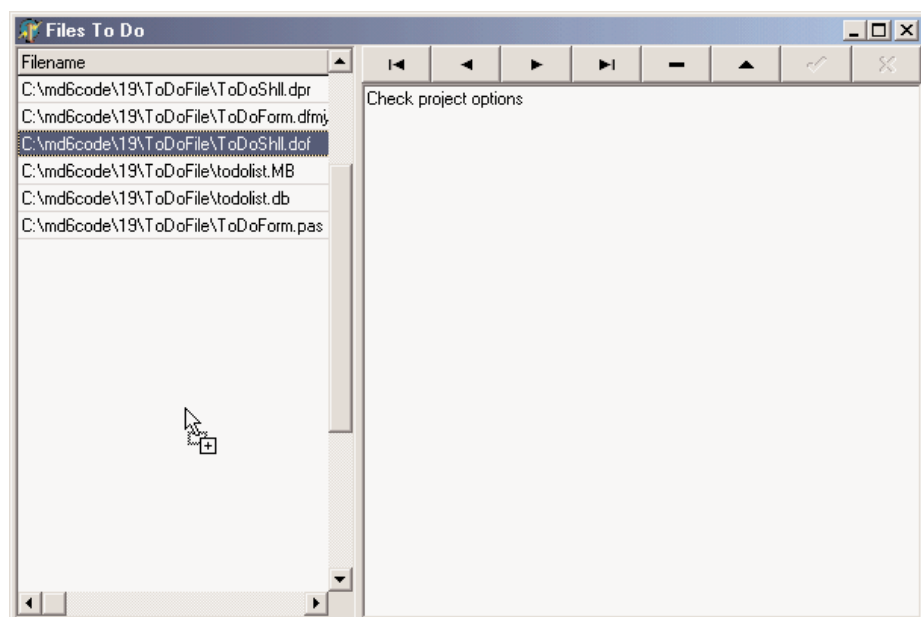 Files To Do
Filename
C:\md6code\19\ToDoFile\ToDoShll.dpr
C:\md6code\19\ToDoFile\ToDoForm.dfm
C:\md6code\19\ToDoFile\ToDoShll.dof
C:\md6code\19\ToDoFile\todolist.MB
C:\md6code\19\ToDoFile\todolist.db
C:\md6code\19\ToDoFile\ToDoForm.pas
Check project options